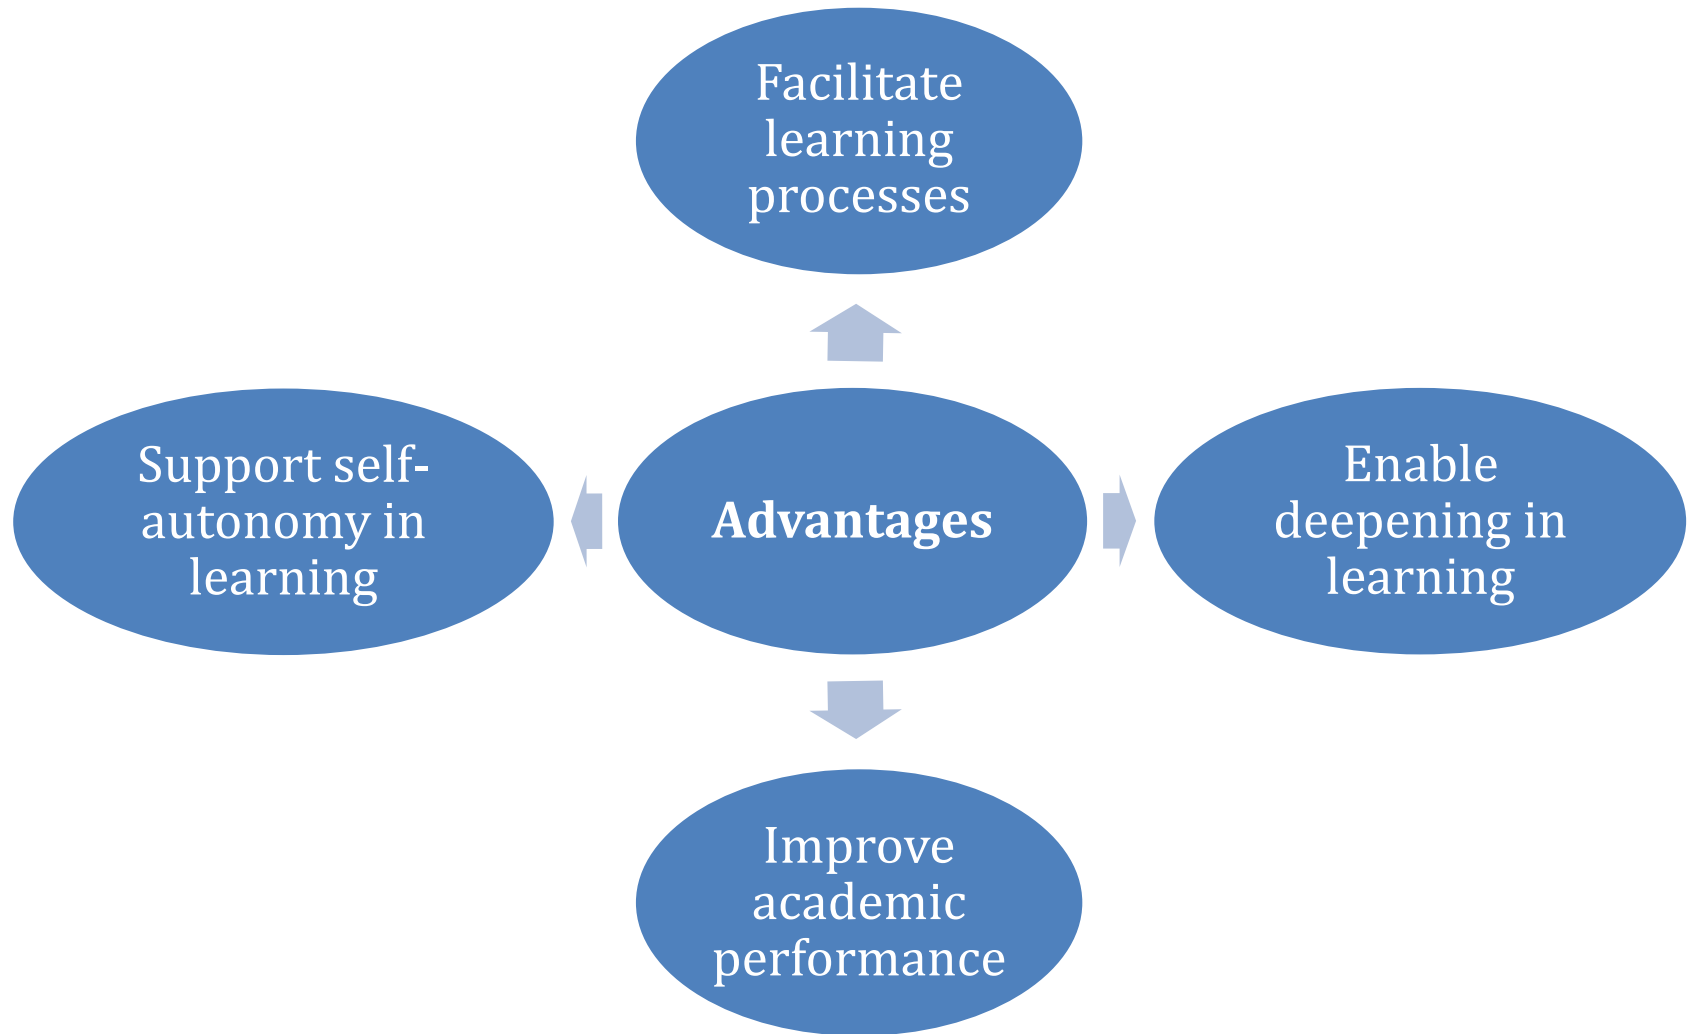 Facilitate
learning
processes
Support self-
autonomy in
learning
Advantages
Enable
deepening in
learning
Improve
academic
performance